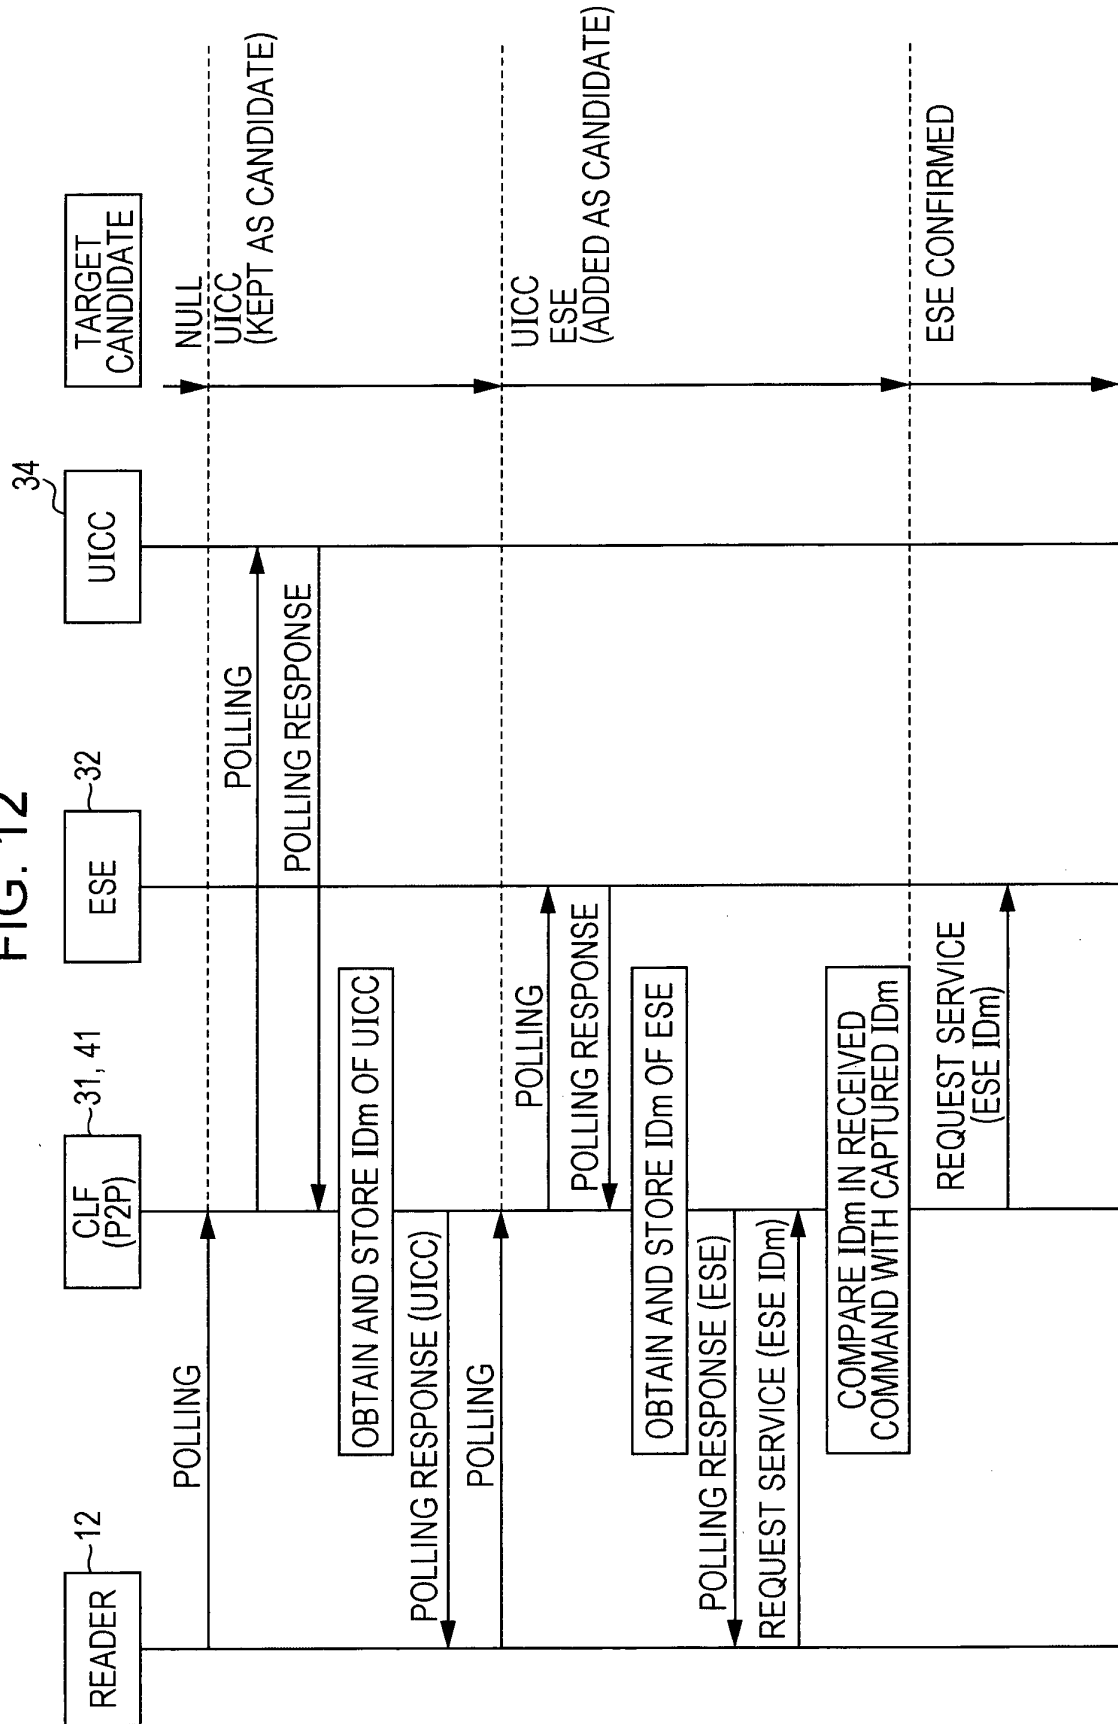 FIG. 12
READER
12
CLF
(P2P)
31, 41
ESE
32
UICC
34
TARGET
CANDIDATE
NULL
POLLING
UICC
(KEPT AS CANDIDATE)
POLLING
POLLING RESPONSE
OBTAIN AND STORE IDm OF UICC
POLLING RESPONSE (UICC)
POLLING
UICC
ESE
(ADDED AS CANDIDATE)
POLLING
POLLING RESPONSE
OBTAIN AND STORE IDm OF ESE
POLLING RESPONSE (ESE)
REQUEST SERVICE (ESE IDm)
COMPARE IDm IN RECEIVED
COMMAND WITH CAPTURED IDm
ESE CONFIRMED
REQUEST SERVICE
(ESE IDm)